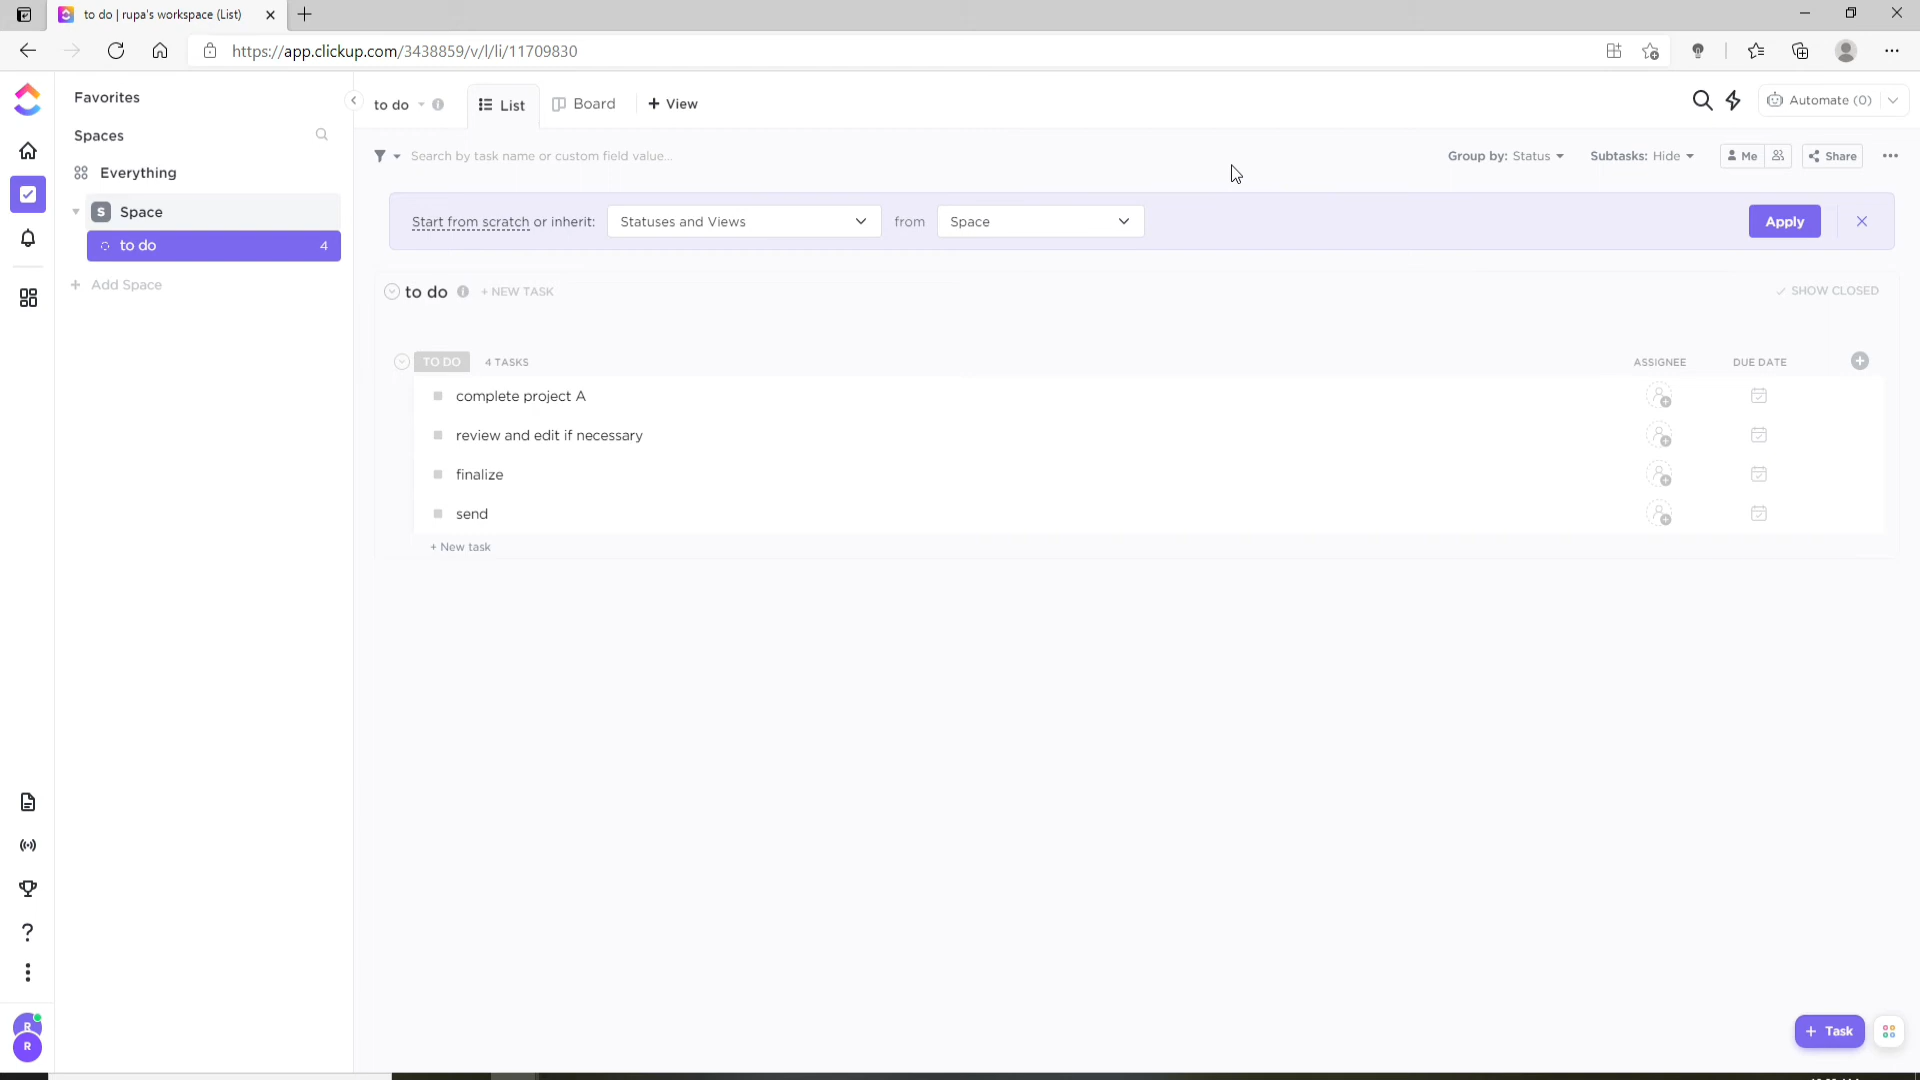 to do | rupa's workspace (List)
https://app.clickup.com/3438859/v/l/li/11709830
Favorites
Spaces
Everything
S Space
to do 4
+ Add Space
R
R
to do
List
Board
+ View
Automate (0)
Search by task name or custom field value...
Group by: Status
Subtasks: Hide
Me
Share
Start from scratch or inherit: Statuses and Views from Space
Apply
to do + NEW TASK
SHOW CLOSED
TO DO 4 TASKS ASSIGNEE DUE DATE
complete project A
review and edit if necessary
finalize
send
+ New task
+ Task